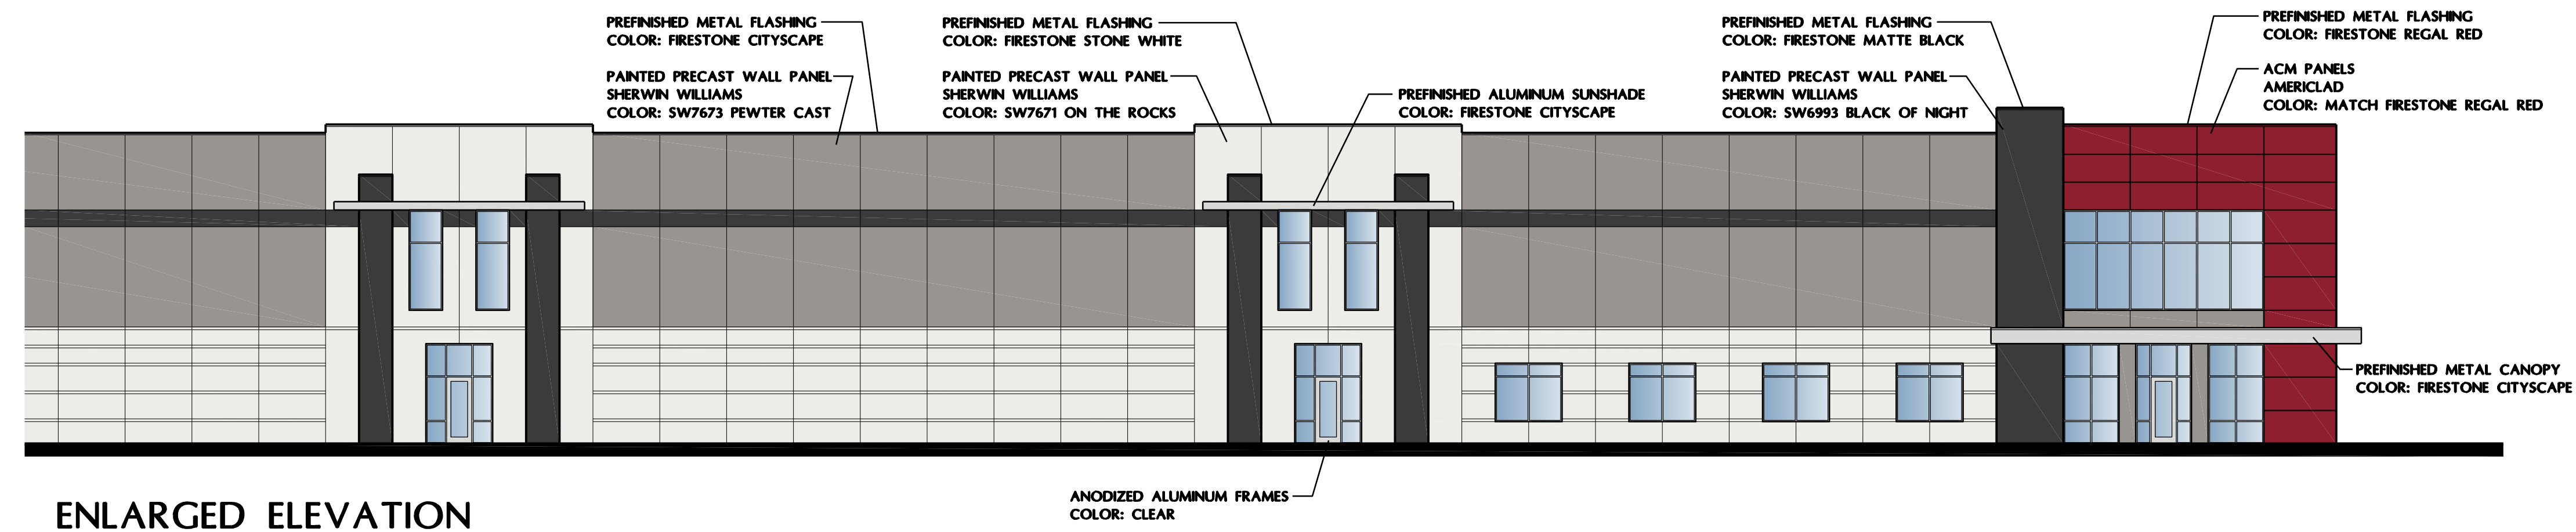 PREFINISHED METAL FLASHING
COLOR: FIRESTONE CITYSCAPE
PAINTED PRECAST WALL PANEL
SHERWIN WILLIAMS
COLOR: SW7673 PEWTER CAST
PREFINISHED METAL FLASHING
COLOR: FIRESTONE STONE WHITE
PAINTED PRECAST WALL PANEL
SHERWIN WILLIAMS
COLOR: SW7671 ON THE ROCKS
PREFINISHED ALUMINUM SUNSHADE
COLOR: FIRESTONE CITYSCAPE
PREFINISHED METAL FLASHING
COLOR: FIRESTONE MATTE BLACK
PAINTED PRECAST WALL PANEL
SHERWIN WILLIAMS
COLOR: SW6993 BLACK OF NIGHT
PREFINISHED METAL FLASHING
COLOR: FIRESTONE REGAL RED
ACM PANELS
AMERICLAD
COLOR: MATCH FIRESTONE REGAL RED
PREFINISHED METAL CANOPY
COLOR: FIRESTONE CITYSCAPE
ANODIZED ALUMINUM FRAMES
COLOR: CLEAR
ENLARGED ELEVATION